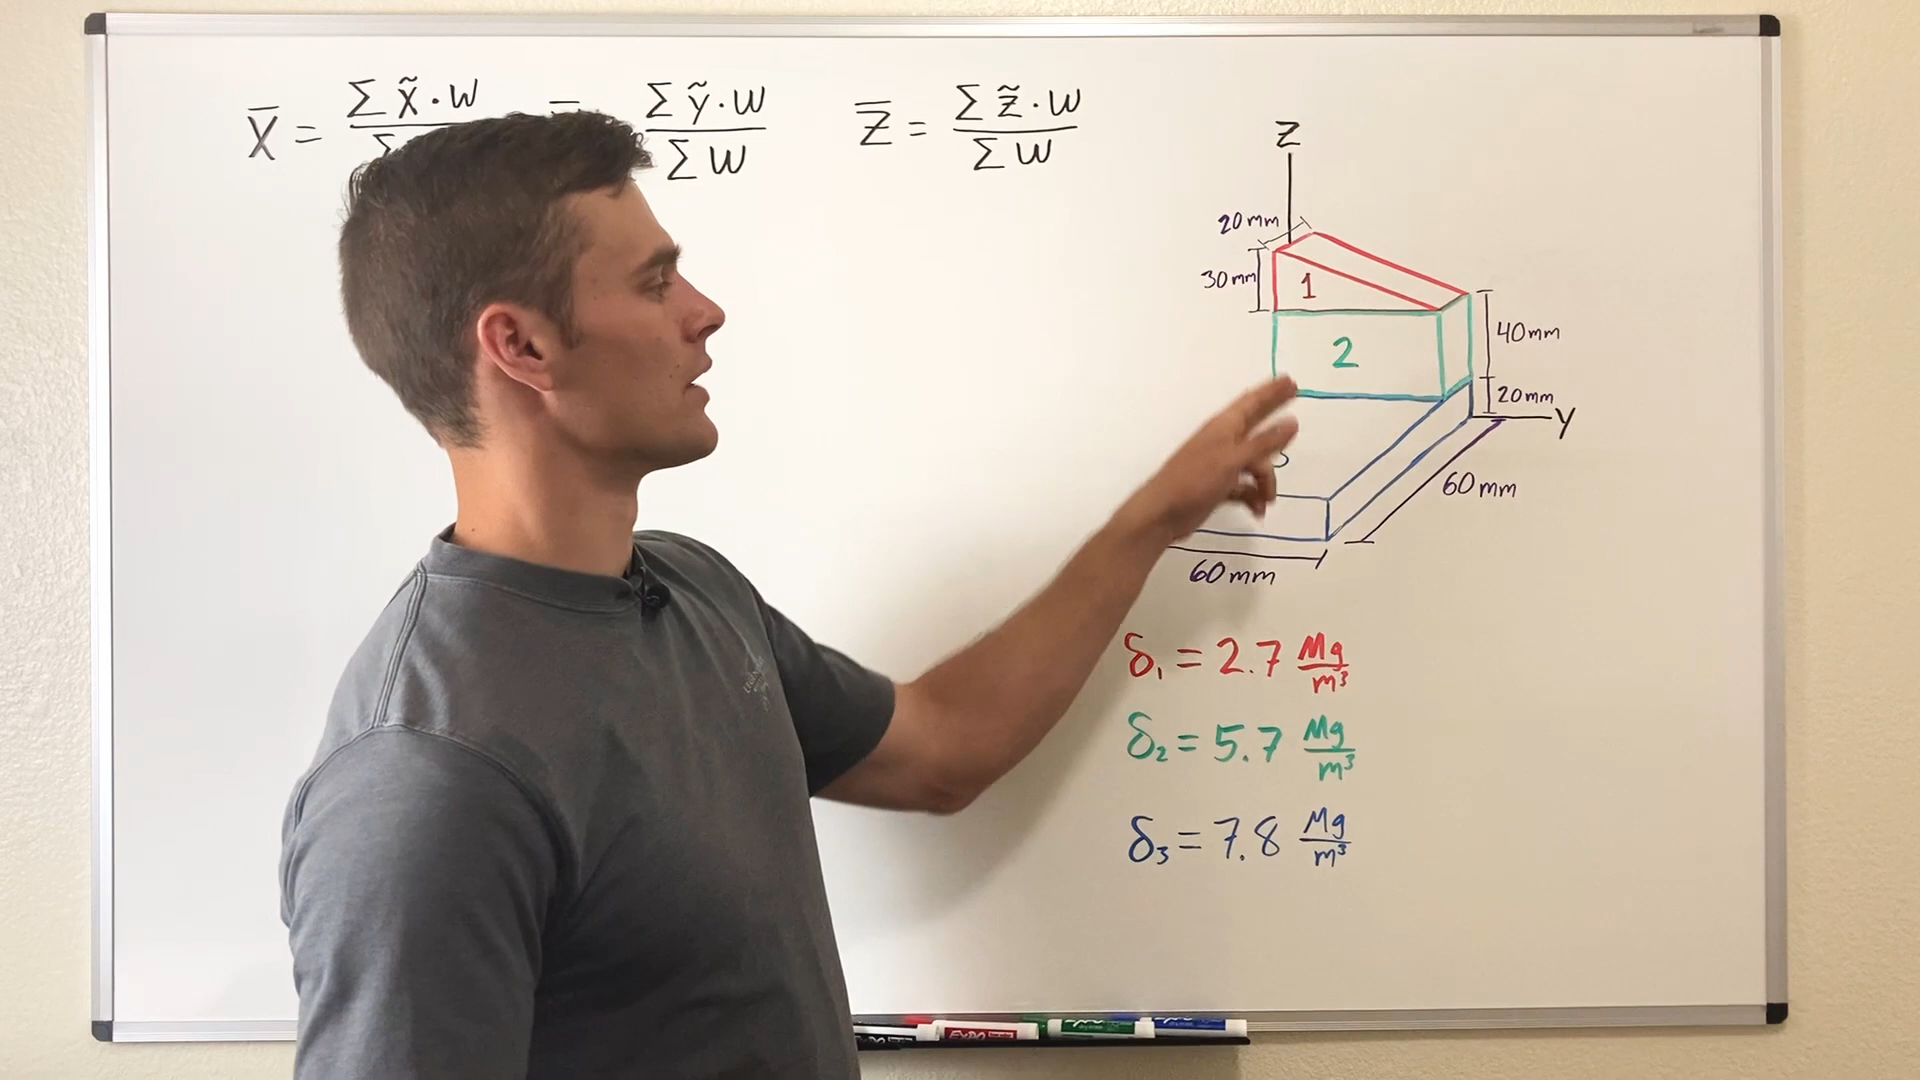 X̄ = Σ x̃·W / Σ
Σ ỹ·W / Σ W
Z̄ = Σ z̃·W / Σ W
Z
20mm
30mm
1
2
40mm
20mm
Y
60mm
60mm
δ₁ = 2.7 Mg/m³
δ₂ = 5.7 Mg/m³
δ₃ = 7.8 Mg/m³
EXPO